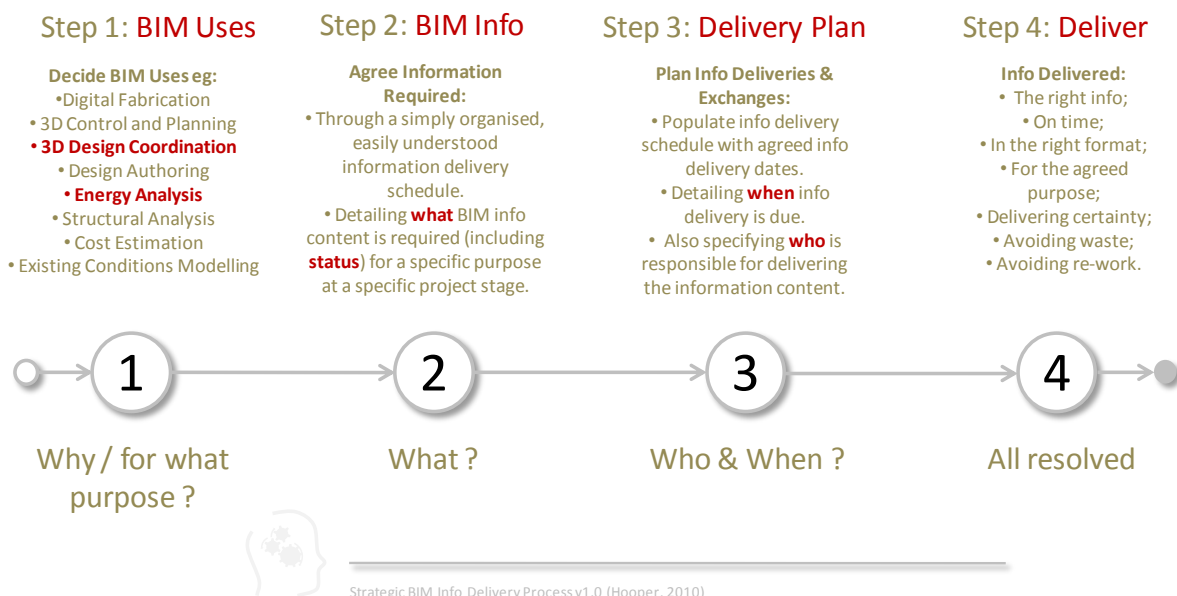 Step 1: BIM Uses
Decide BIM Uses eg:
•Digital Fabrication
• 3D Control and Planning
• 3D Design Coordination
• Design Authoring
• Energy Analysis
• Structural Analysis
• Cost Estimation
• Existing Conditions Modelling
Step 2: BIM Info
Agree Information
Required:
• Through a simply organised,
easily understood
information delivery
schedule.
• Detailing what BIM info
content is required (including
status) for a specific purpose
at a specific project stage.
Step 3: Delivery Plan
Plan Info Deliveries &
Exchanges:
• Populate info delivery
schedule with agreed info
delivery dates.
• Detailing when info
delivery is due.
• Also specifying who is
responsible for delivering
the information content.
Step 4: Deliver
Info Delivered:
• The right info;
• On time;
• In the right format;
• For the agreed
purpose;
• Delivering certainty;
• Avoiding waste;
• Avoiding re-work.
1
2
3
4
Why / for what
purpose ?
What ?
Who & When ?
All resolved
Strategic BIM Info Delivery Process v1.0 (Hooper, 2010)